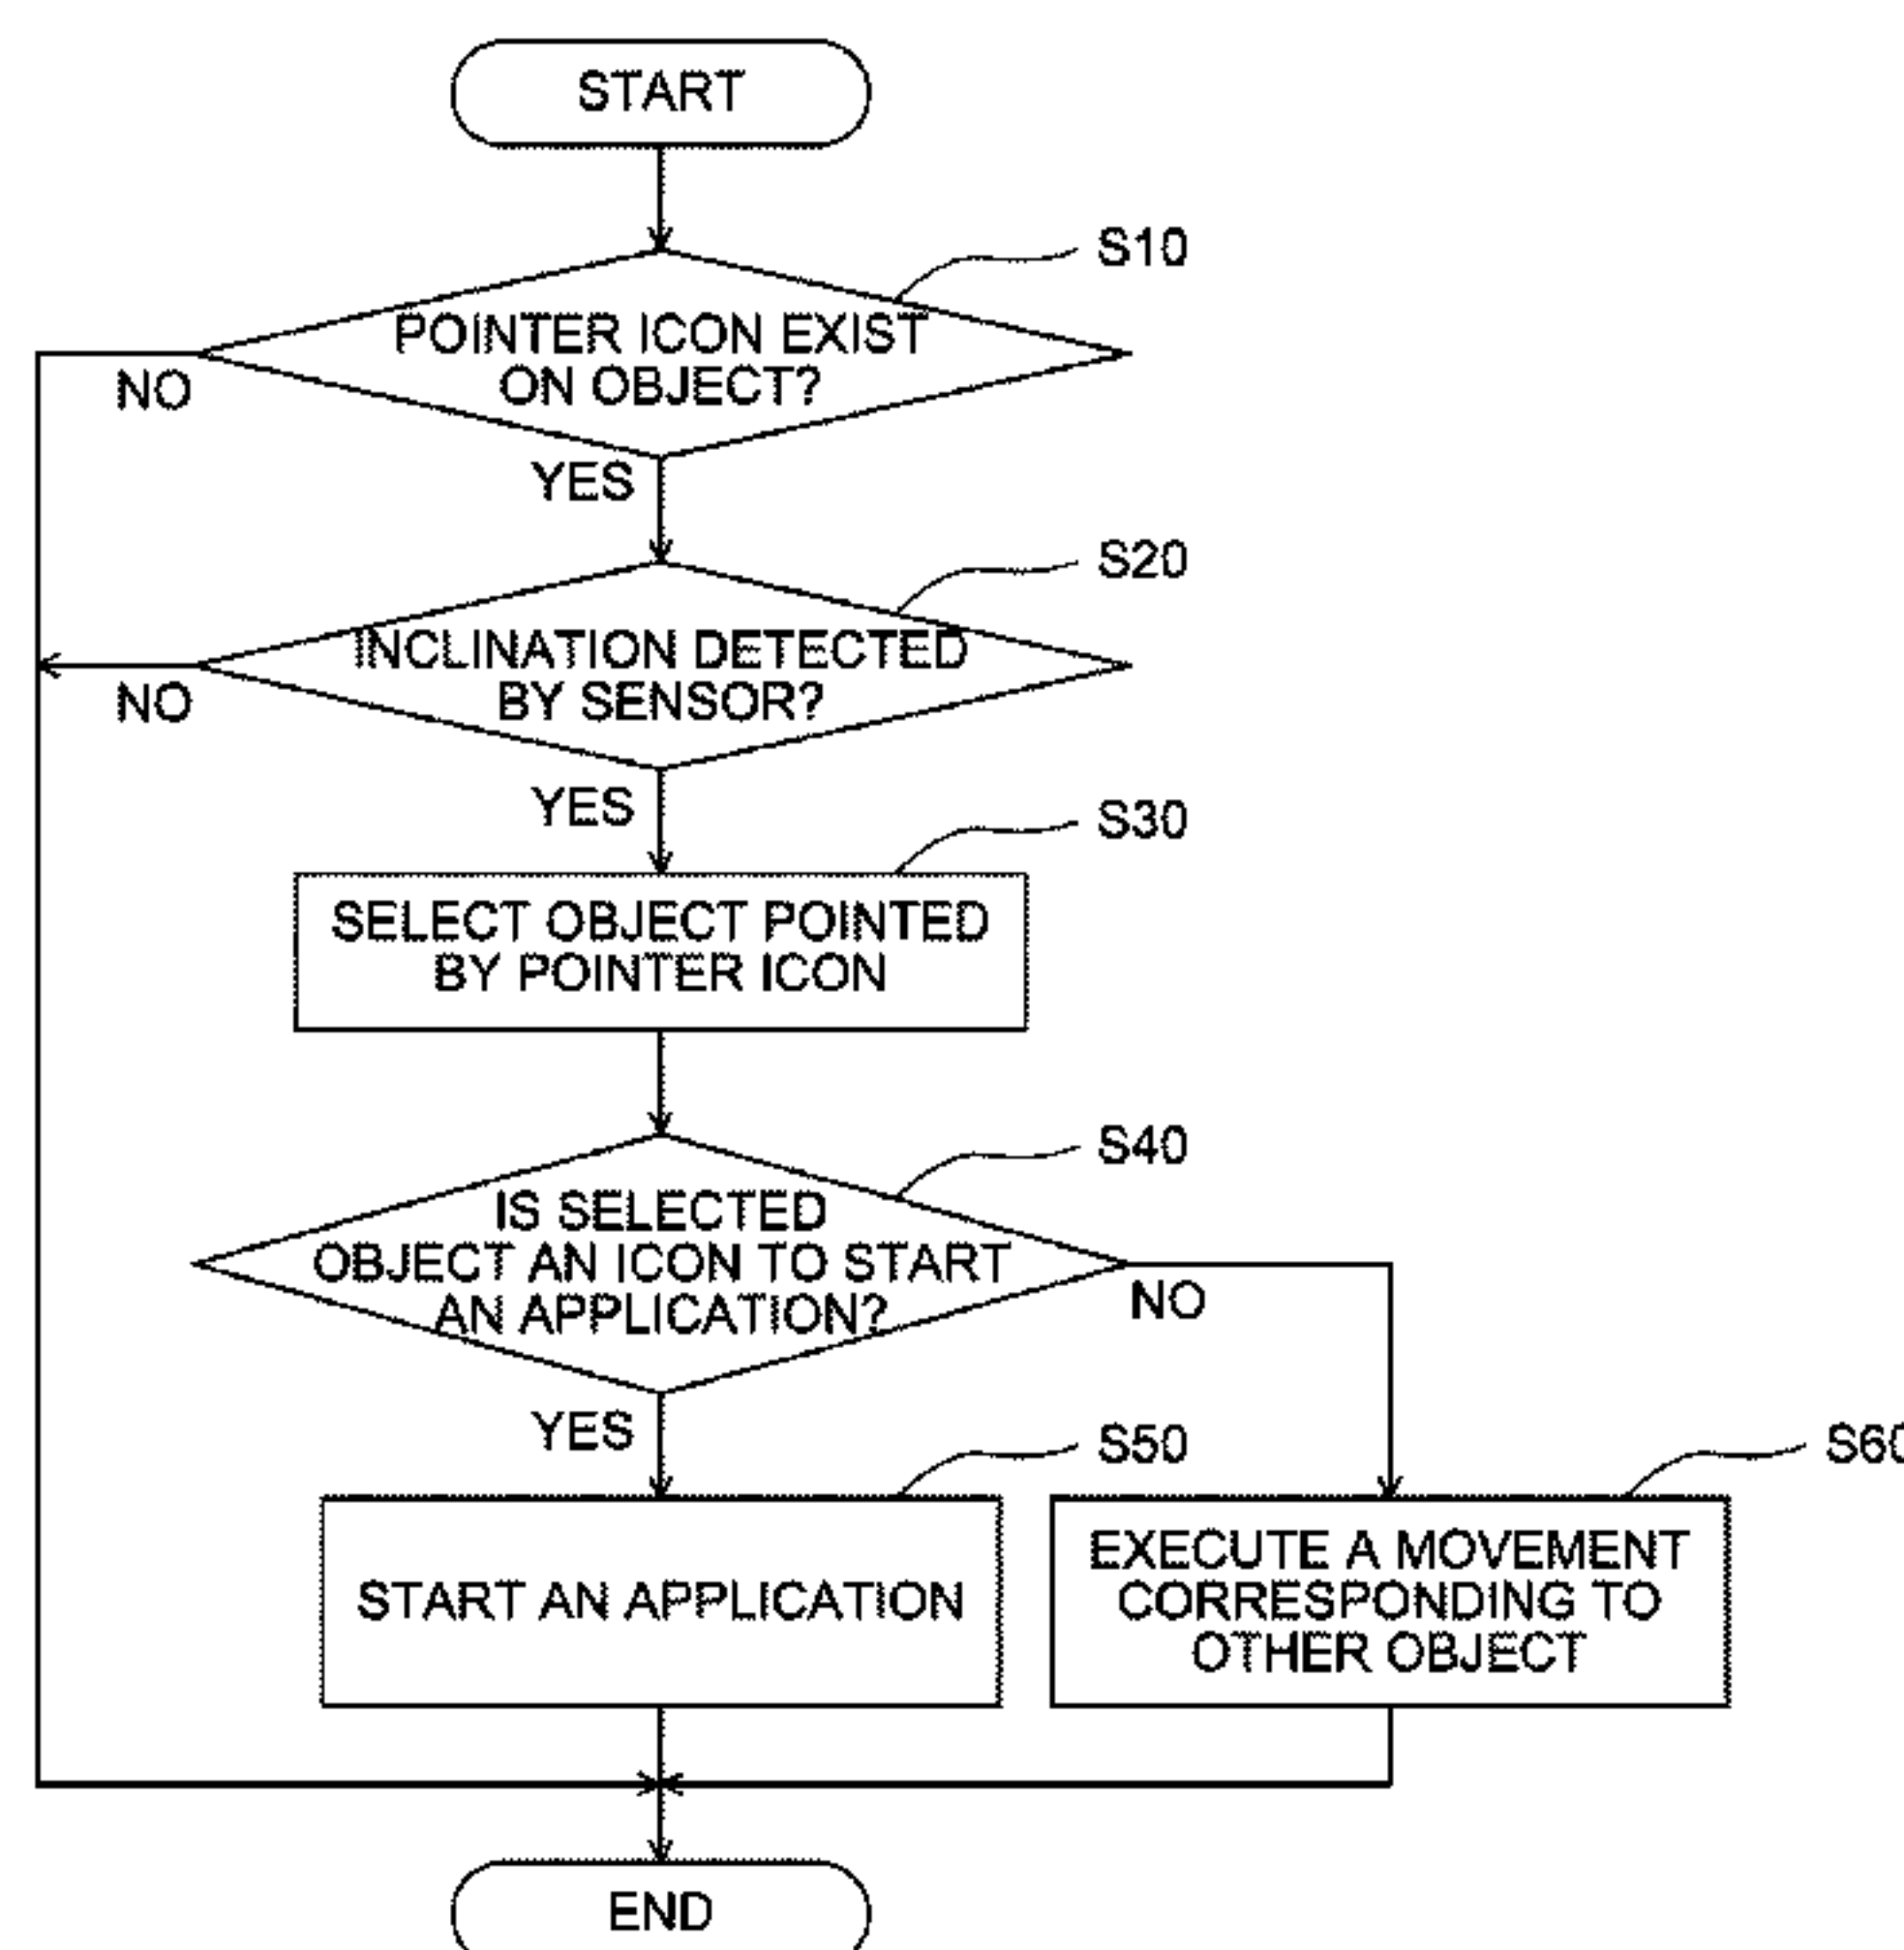 START
S10
POINTER ICON EXIST
ON OBJECT?
NO
YES
S20
INCLINATION DETECTED
BY SENSOR?
NO
YES
S30
SELECT OBJECT POINTED
BY POINTER ICON
S40
IS SELECTED
OBJECT AN ICON TO START
AN APPLICATION?
NO
YES
S50
S60
START AN APPLICATION
EXECUTE A MOVEMENT
CORRESPONDING TO
OTHER OBJECT
END